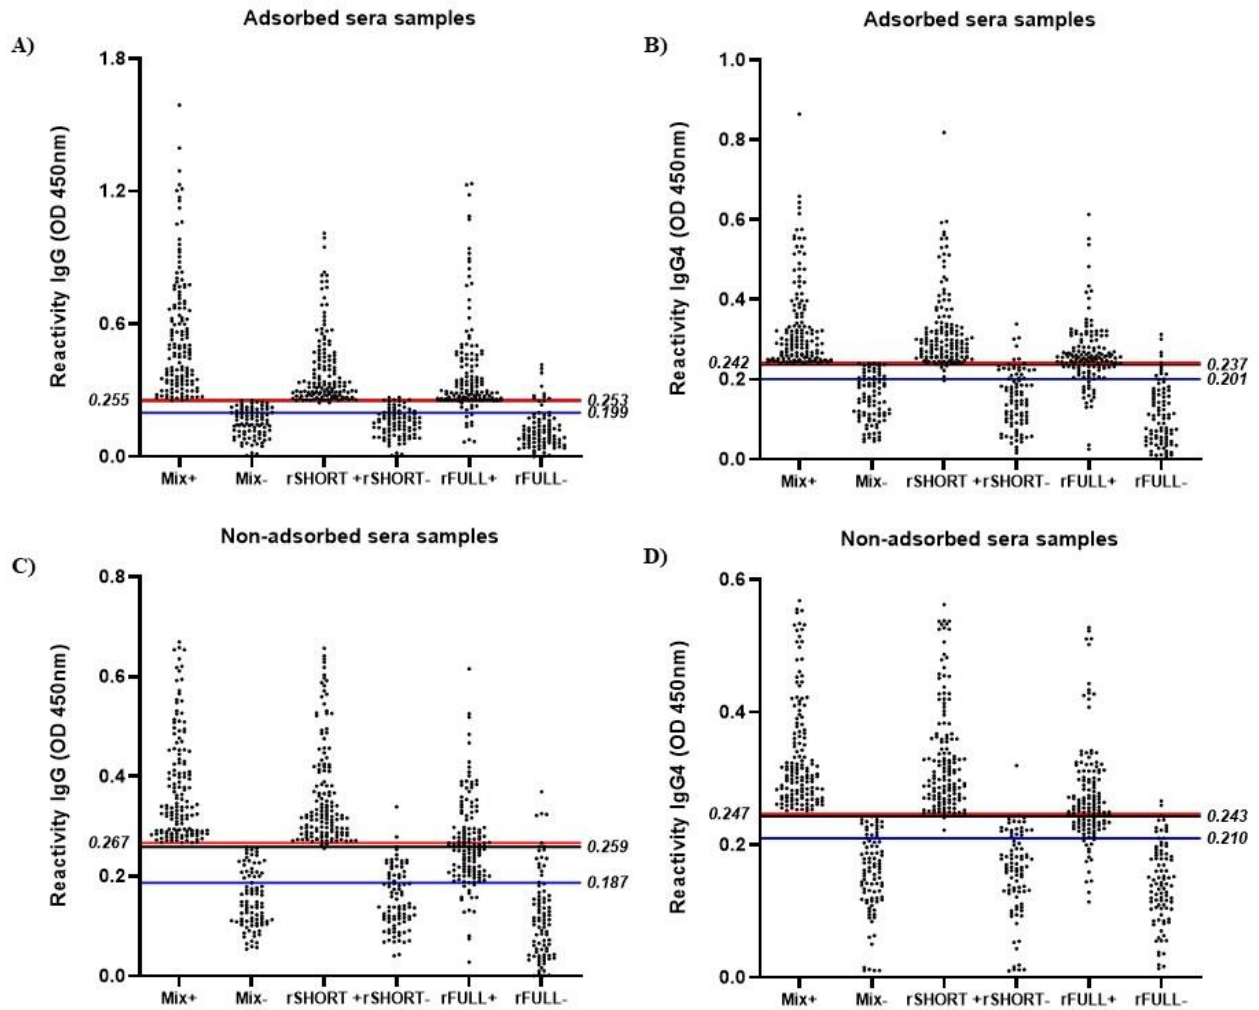 Adsorbed sera samples
A)
Reactivity IgG (OD 450nm)
1.8
1.2
0.6
0.0
0.255
0.253
0.199
Mix+ Mix- rSHORT + rSHORT- rFULL+ rFULL-
Adsorbed sera samples
B)
Reactivity IgG4 (OD 450nm)
1.0
0.8
0.6
0.4
0.2
0.0
0.242
0.237
0.201
Mix+ Mix- rSHORT + rSHORT- rFULL+ rFULL-
Non-adsorbed sera samples
C)
Reactivity IgG (OD 450nm)
0.8
0.6
0.4
0.2
0.0
0.267
0.259
0.187
Mix+ Mix- rSHORT + rSHORT- rFULL+ rFULL-
Non-adsorbed sera samples
D)
Reactivity IgG4 (OD 450nm)
0.6
0.4
0.2
0.0
0.247
0.243
0.210
Mix+ Mix- rSHORT + rSHORT- rFULL+ rFULL-